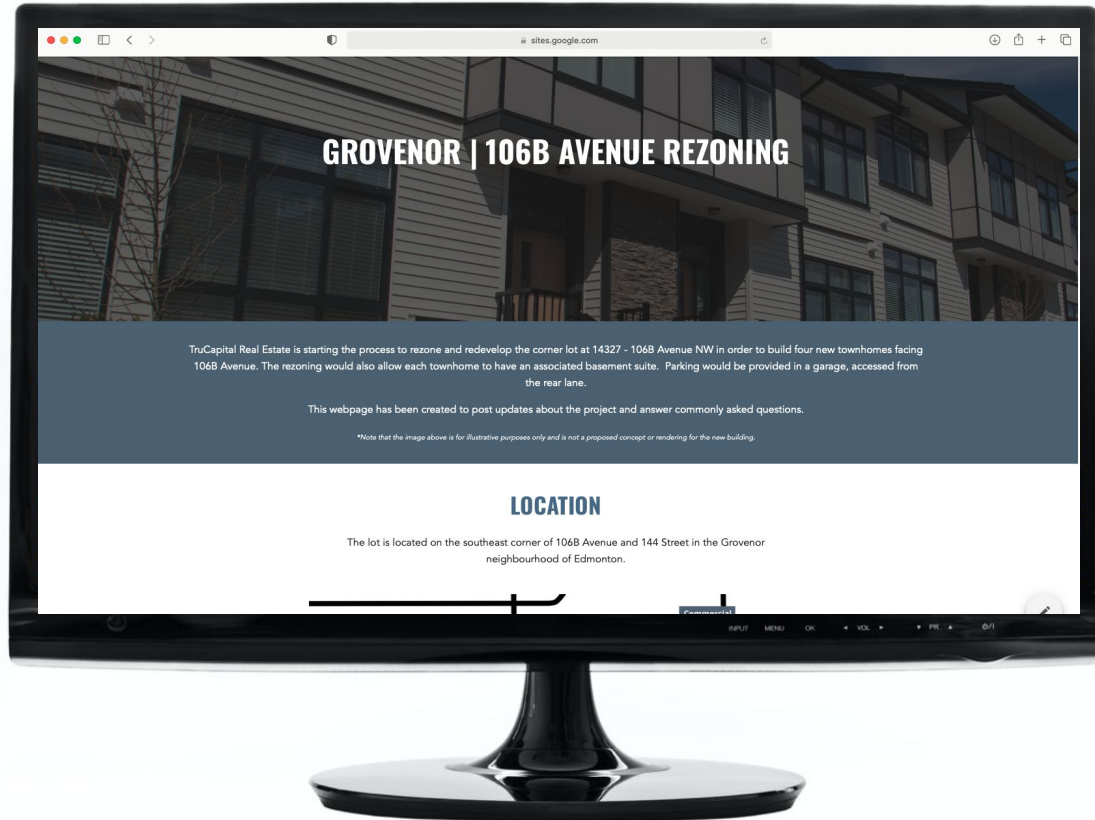 sites.google.com
GROVENOR | 106B AVENUE REZONING
TruCapital Real Estate is starting the process to rezone and redevelop the corner lot at 14327 - 106B Avenue NW in order to build four new townhomes facing
106B Avenue. The rezoning would also allow each townhome to have an associated basement suite. Parking would be provided in a garage, accessed from
the rear lane.
This webpage has been created to post updates about the project and answer commonly asked questions.
*Note that the image above is for illustrative purposes only and is not a proposed concept or rendering for the new building.
LOCATION
The lot is located on the southeast corner of 106B Avenue and 144 Street in the Grovenor
neighbourhood of Edmonton.
Commercial
INPUT MENU OK ◄ VOL ► ▼ PR ▲ ⏻/I